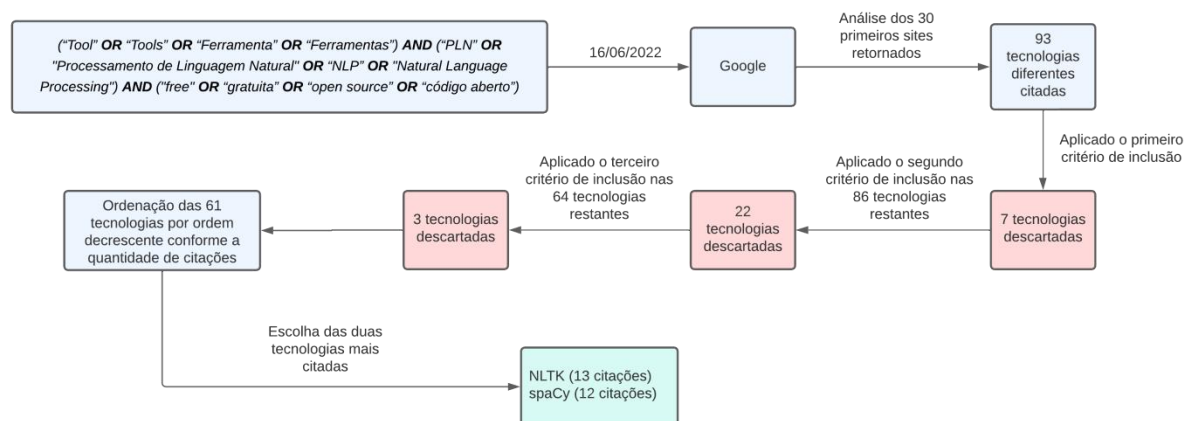 (“Tool” OR “Tools” OR “Ferramenta” OR “Ferramentas”) AND (“PLN” OR
"Processamento de Linguagem Natural" OR “NLP” OR "Natural Language
Processing") AND ("free" OR “gratuita” OR “open source” OR “código aberto”)
16/06/2022
Google
Análise dos 30
primeiros sites
retornados
93
tecnologias
diferentes
citadas
Aplicado o primeiro
critério de inclusão
7 tecnologias
descartadas
Aplicado o segundo
critério de inclusão nas
86 tecnologias
restantes
22
tecnologias
descartadas
Aplicado o terceiro
critério de inclusão nas
64 tecnologias
restantes
3 tecnologias
descartadas
Ordenação das 61
tecnologias por ordem
decrescente conforme a
quantidade de citações
Escolha das duas
tecnologias mais
citadas
NLTK (13 citações)
spaCy (12 citações)